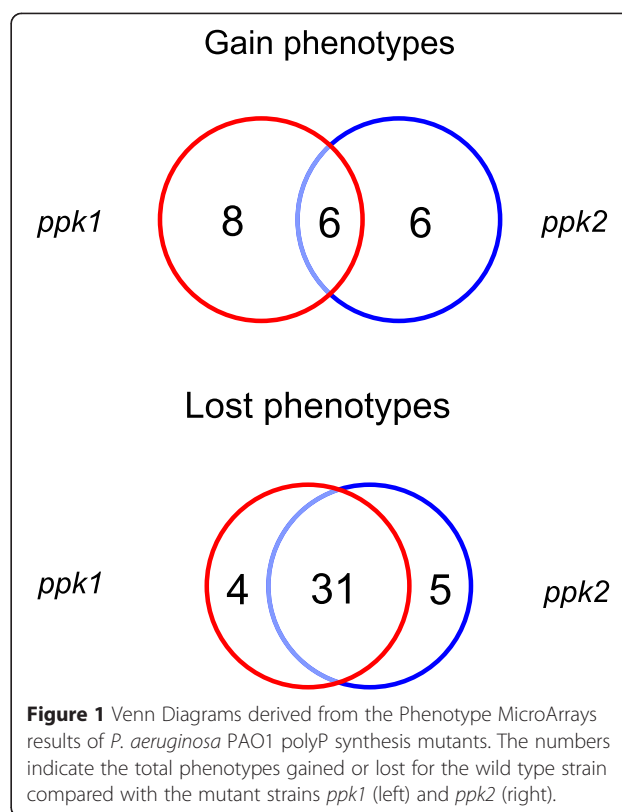 Gain phenotypes
ppk1 8 6 6 ppk2
Lost phenotypes
ppk1 4 31 5 ppk2
Figure 1 Venn Diagrams derived from the Phenotype MicroArrays
results of P. aeruginosa PAO1 polyP synthesis mutants. The numbers
indicate the total phenotypes gained or lost for the wild type strain
compared with the mutant strains ppk1 (left) and ppk2 (right).